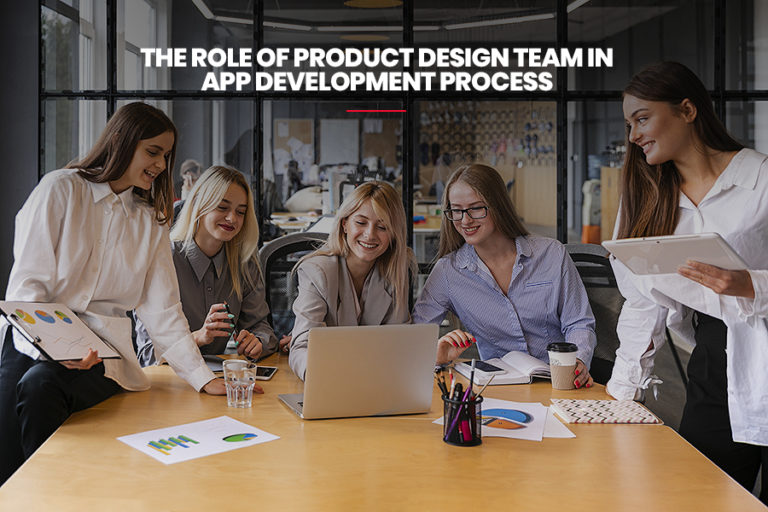 THE ROLE OF PRODUCT DESIGN TEAM IN
APP DEVELOPMENT PROCESS